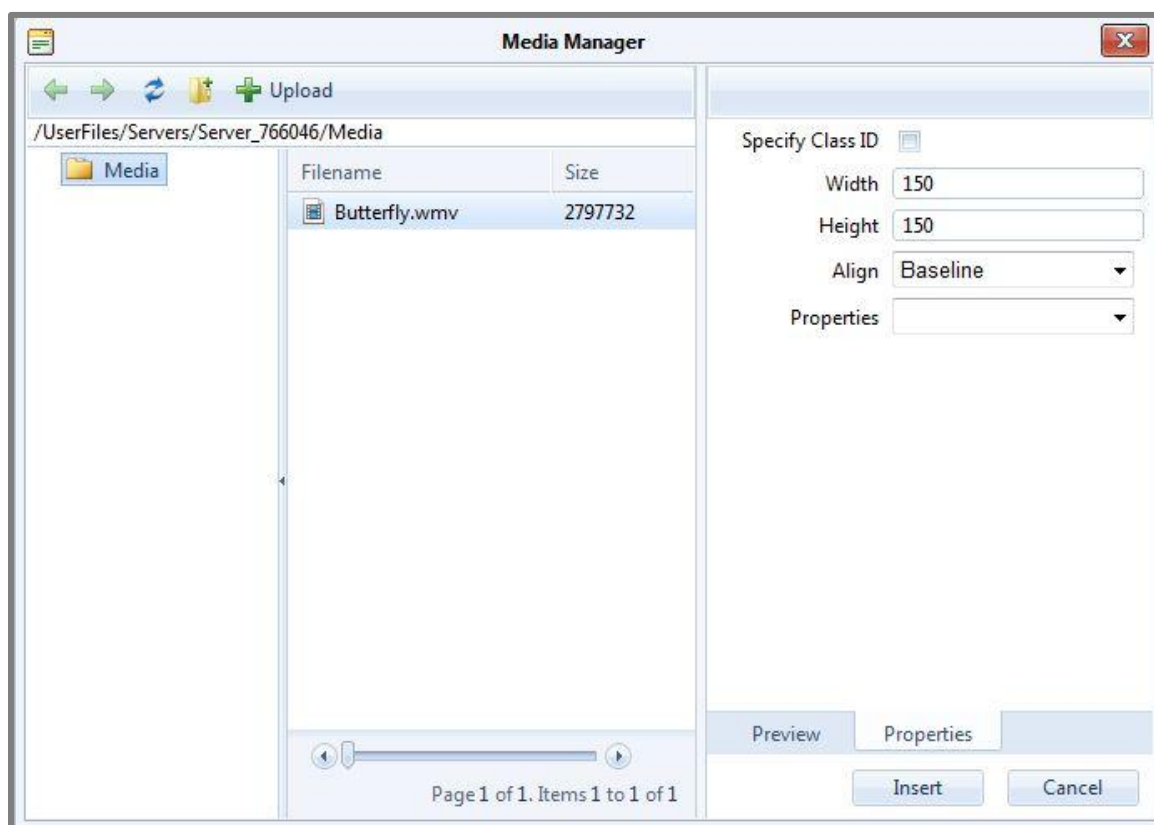 Media Manager
X
Upload
/UserFiles/Servers/Server_766046/Media
Media
Filename Size
Butterfly.wmv 2797732
Page 1 of 1. Items 1 to 1 of 1
Specify Class ID
Width 150
Height 150
Align Baseline
Properties
Preview Properties
Insert Cancel